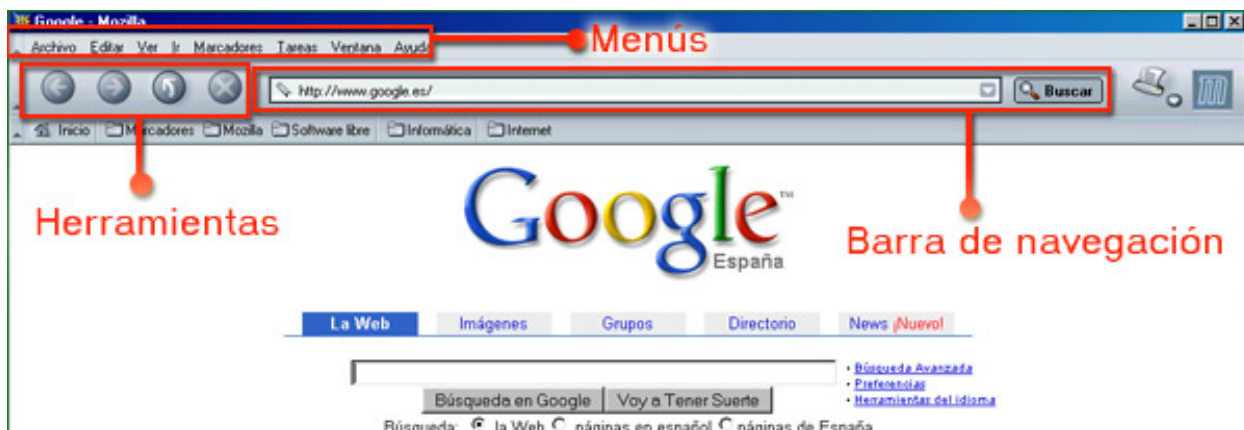 Google - Mozilla
Archivo Editar Ver Ir Marcadores Tareas Ventana Ayuda
Menús
http://www.google.es/
Buscar
Inicio Marcadores Mozilla Software libre Informática Internet
Herramientas
Google™
España
Barra de navegación
La Web Imágenes Grupos Directorio News ¡Nuevo!
· Búsqueda Avanzada
· Preferencias
· Herramientas del idioma
Búsqueda en Google Voy a Tener Suerte
Búsqueda: la Web páginas en español páginas de España